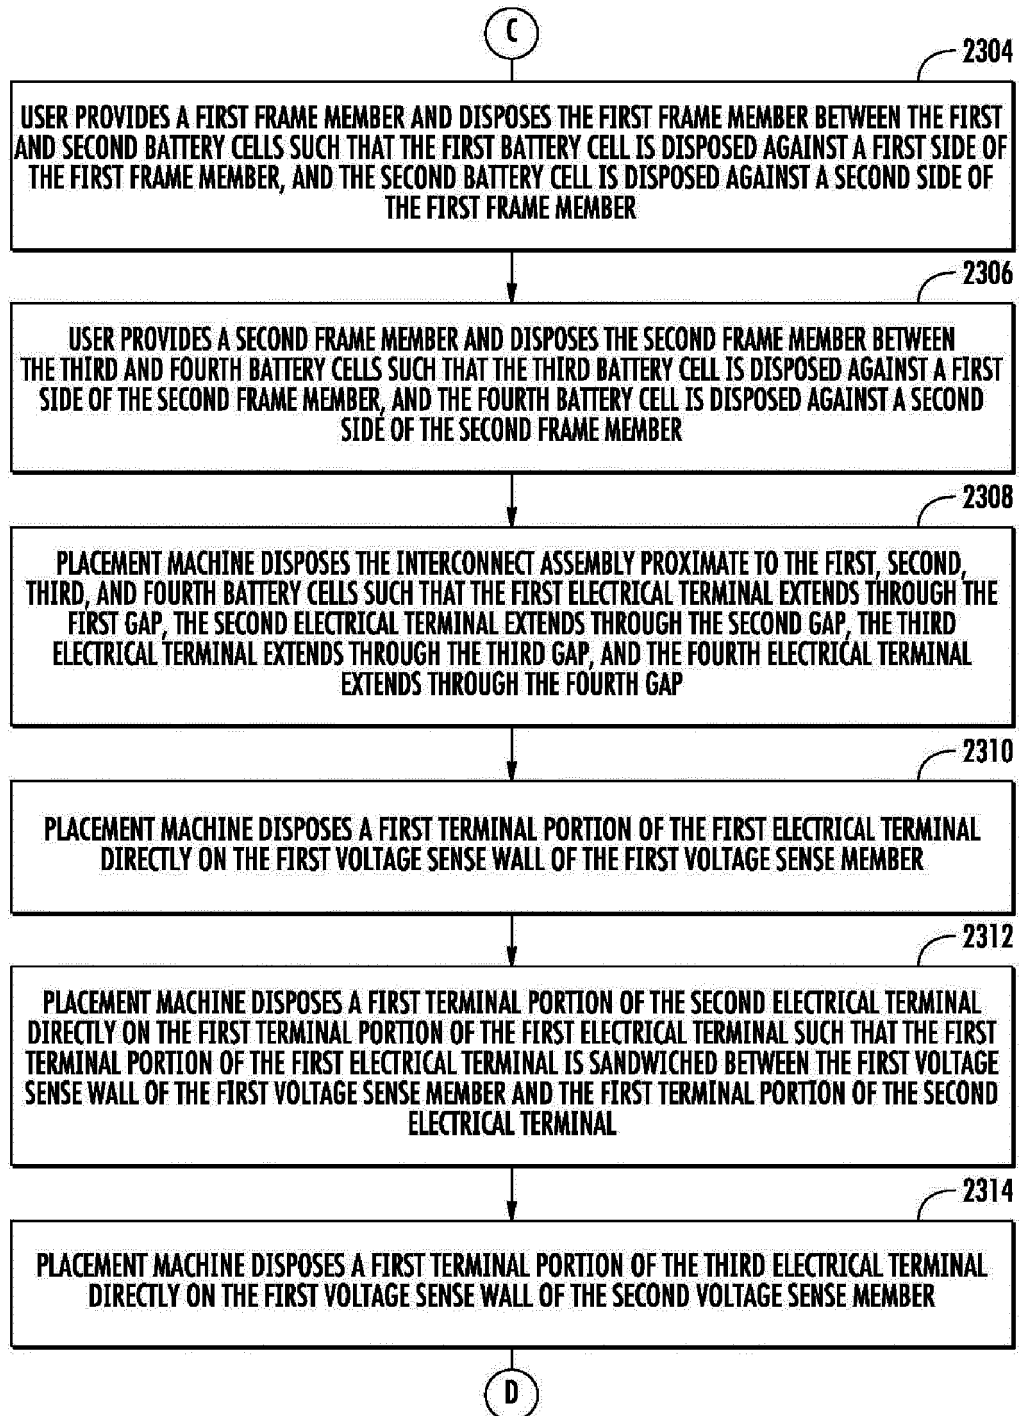 C
2304
USER PROVIDES A FIRST FRAME MEMBER AND DISPOSES THE FIRST FRAME MEMBER BETWEEN THE FIRST
AND SECOND BATTERY CELLS SUCH THAT THE FIRST BATTERY CELL IS DISPOSED AGAINST A FIRST SIDE OF
THE FIRST FRAME MEMBER, AND THE SECOND BATTERY CELL IS DISPOSED AGAINST A SECOND SIDE OF
THE FIRST FRAME MEMBER
2306
USER PROVIDES A SECOND FRAME MEMBER AND DISPOSES THE SECOND FRAME MEMBER BETWEEN
THE THIRD AND FOURTH BATTERY CELLS SUCH THAT THE THIRD BATTERY CELL IS DISPOSED AGAINST A FIRST
SIDE OF THE SECOND FRAME MEMBER, AND THE FOURTH BATTERY CELL IS DISPOSED AGAINST A SECOND
SIDE OF THE SECOND FRAME MEMBER
2308
PLACEMENT MACHINE DISPOSES THE INTERCONNECT ASSEMBLY PROXIMATE TO THE FIRST, SECOND,
THIRD, AND FOURTH BATTERY CELLS SUCH THAT THE FIRST ELECTRICAL TERMINAL EXTENDS THROUGH THE
FIRST GAP, THE SECOND ELECTRICAL TERMINAL EXTENDS THROUGH THE SECOND GAP, THE THIRD
ELECTRICAL TERMINAL EXTENDS THROUGH THE THIRD GAP, AND THE FOURTH ELECTRICAL TERMINAL
EXTENDS THROUGH THE FOURTH GAP
2310
PLACEMENT MACHINE DISPOSES A FIRST TERMINAL PORTION OF THE FIRST ELECTRICAL TERMINAL
DIRECTLY ON THE FIRST VOLTAGE SENSE WALL OF THE FIRST VOLTAGE SENSE MEMBER
2312
PLACEMENT MACHINE DISPOSES A FIRST TERMINAL PORTION OF THE SECOND ELECTRICAL TERMINAL
DIRECTLY ON THE FIRST TERMINAL PORTION OF THE FIRST ELECTRICAL TERMINAL SUCH THAT THE FIRST
TERMINAL PORTION OF THE FIRST ELECTRICAL TERMINAL IS SANDWICHED BETWEEN THE FIRST VOLTAGE
SENSE WALL OF THE FIRST VOLTAGE SENSE MEMBER AND THE FIRST TERMINAL PORTION OF THE SECOND
ELECTRICAL TERMINAL
2314
PLACEMENT MACHINE DISPOSES A FIRST TERMINAL PORTION OF THE THIRD ELECTRICAL TERMINAL
DIRECTLY ON THE FIRST VOLTAGE SENSE WALL OF THE SECOND VOLTAGE SENSE MEMBER
D